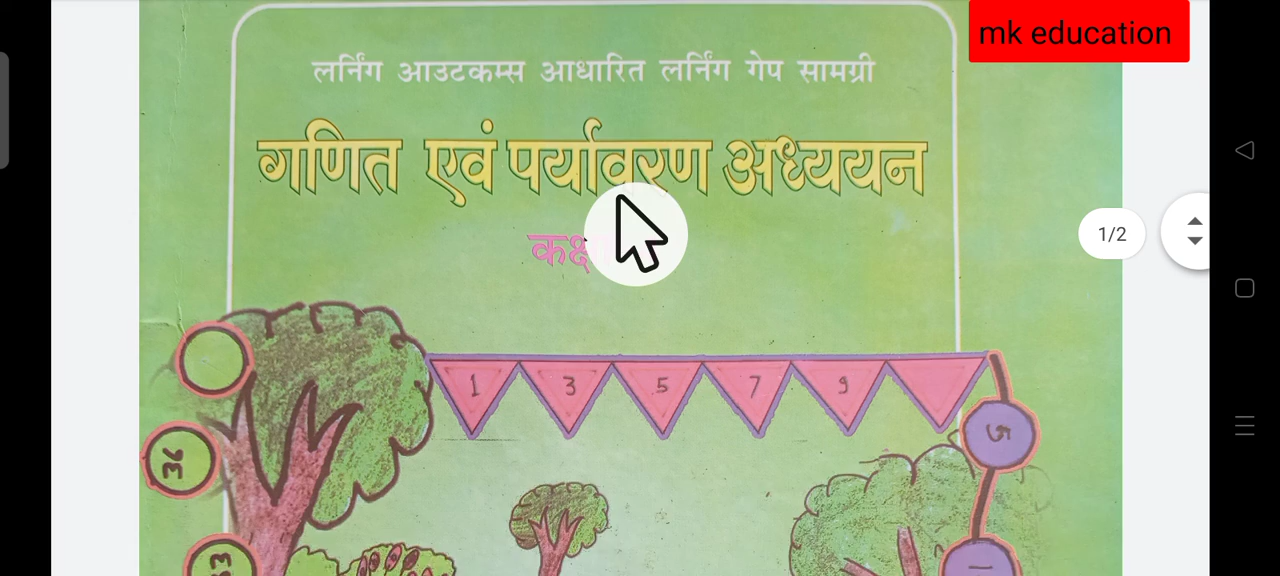 mk education
लर्निंग आउटकम्स आधारित लर्निंग गेप सामग्री
गणित एवं पर्यावरण अध्ययन
1/2
1 3 5 7 9
36